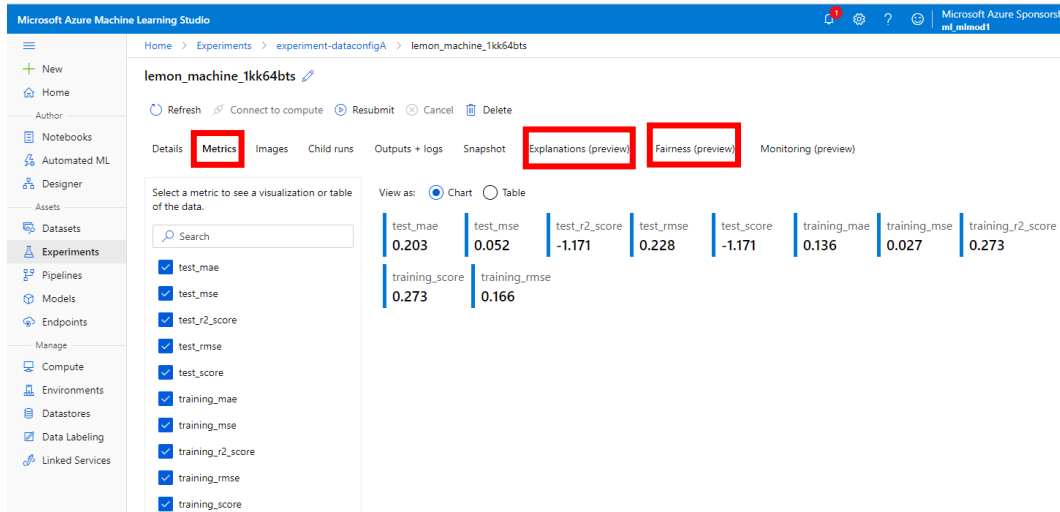 Microsoft Azure Machine Learning Studio
1
?
Microsoft Azure Sponsorsh
ml_mlmod1
Home > Experiments > experiment-dataconfigA > lemon_machine_1kk64bts
New
Home
Author
Notebooks
Automated ML
Designer
Assets
Datasets
Experiments
Pipelines
Models
Endpoints
Manage
Compute
Environments
Datastores
Data Labeling
Linked Services
lemon_machine_1kk64bts
Refresh Connect to compute Resubmit Cancel Delete
Details Metrics Images Child runs Outputs + logs Snapshot Explanations (preview) Fairness (preview) Monitoring (preview)
Select a metric to see a visualization or table
of the data.
Search
test_mae
test_mse
test_r2_score
test_rmse
test_score
training_mae
training_mse
training_r2_score
training_rmse
training_score
View as: Chart Table
test_mae test_mse test_r2_score test_rmse test_score training_mae training_mse training_r2_score
0.203 0.052 -1.171 0.228 -1.171 0.136 0.027 0.273
training_score training_rmse
0.273 0.166